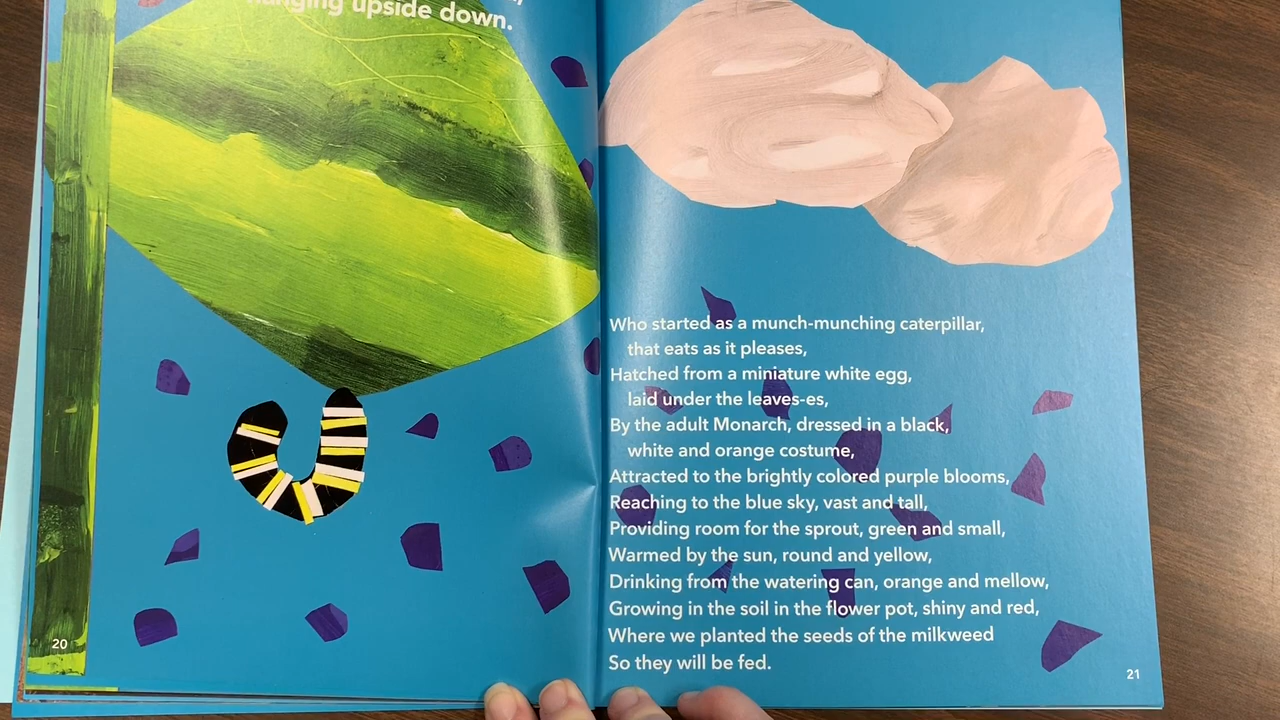 hanging upside down.
20
Who started as a munch-munching caterpillar,
that eats as it pleases,
Hatched from a miniature white egg,
laid under the leaves-es,
By the adult Monarch, dressed in a black,
white and orange costume,
Attracted to the brightly colored purple blooms,
Reaching to the blue sky, vast and tall,
Providing room for the sprout, green and small,
Warmed by the sun, round and yellow,
Drinking from the watering can, orange and mellow,
Growing in the soil in the flower pot, shiny and red,
Where we planted the seeds of the milkweed
So they will be fed.
21